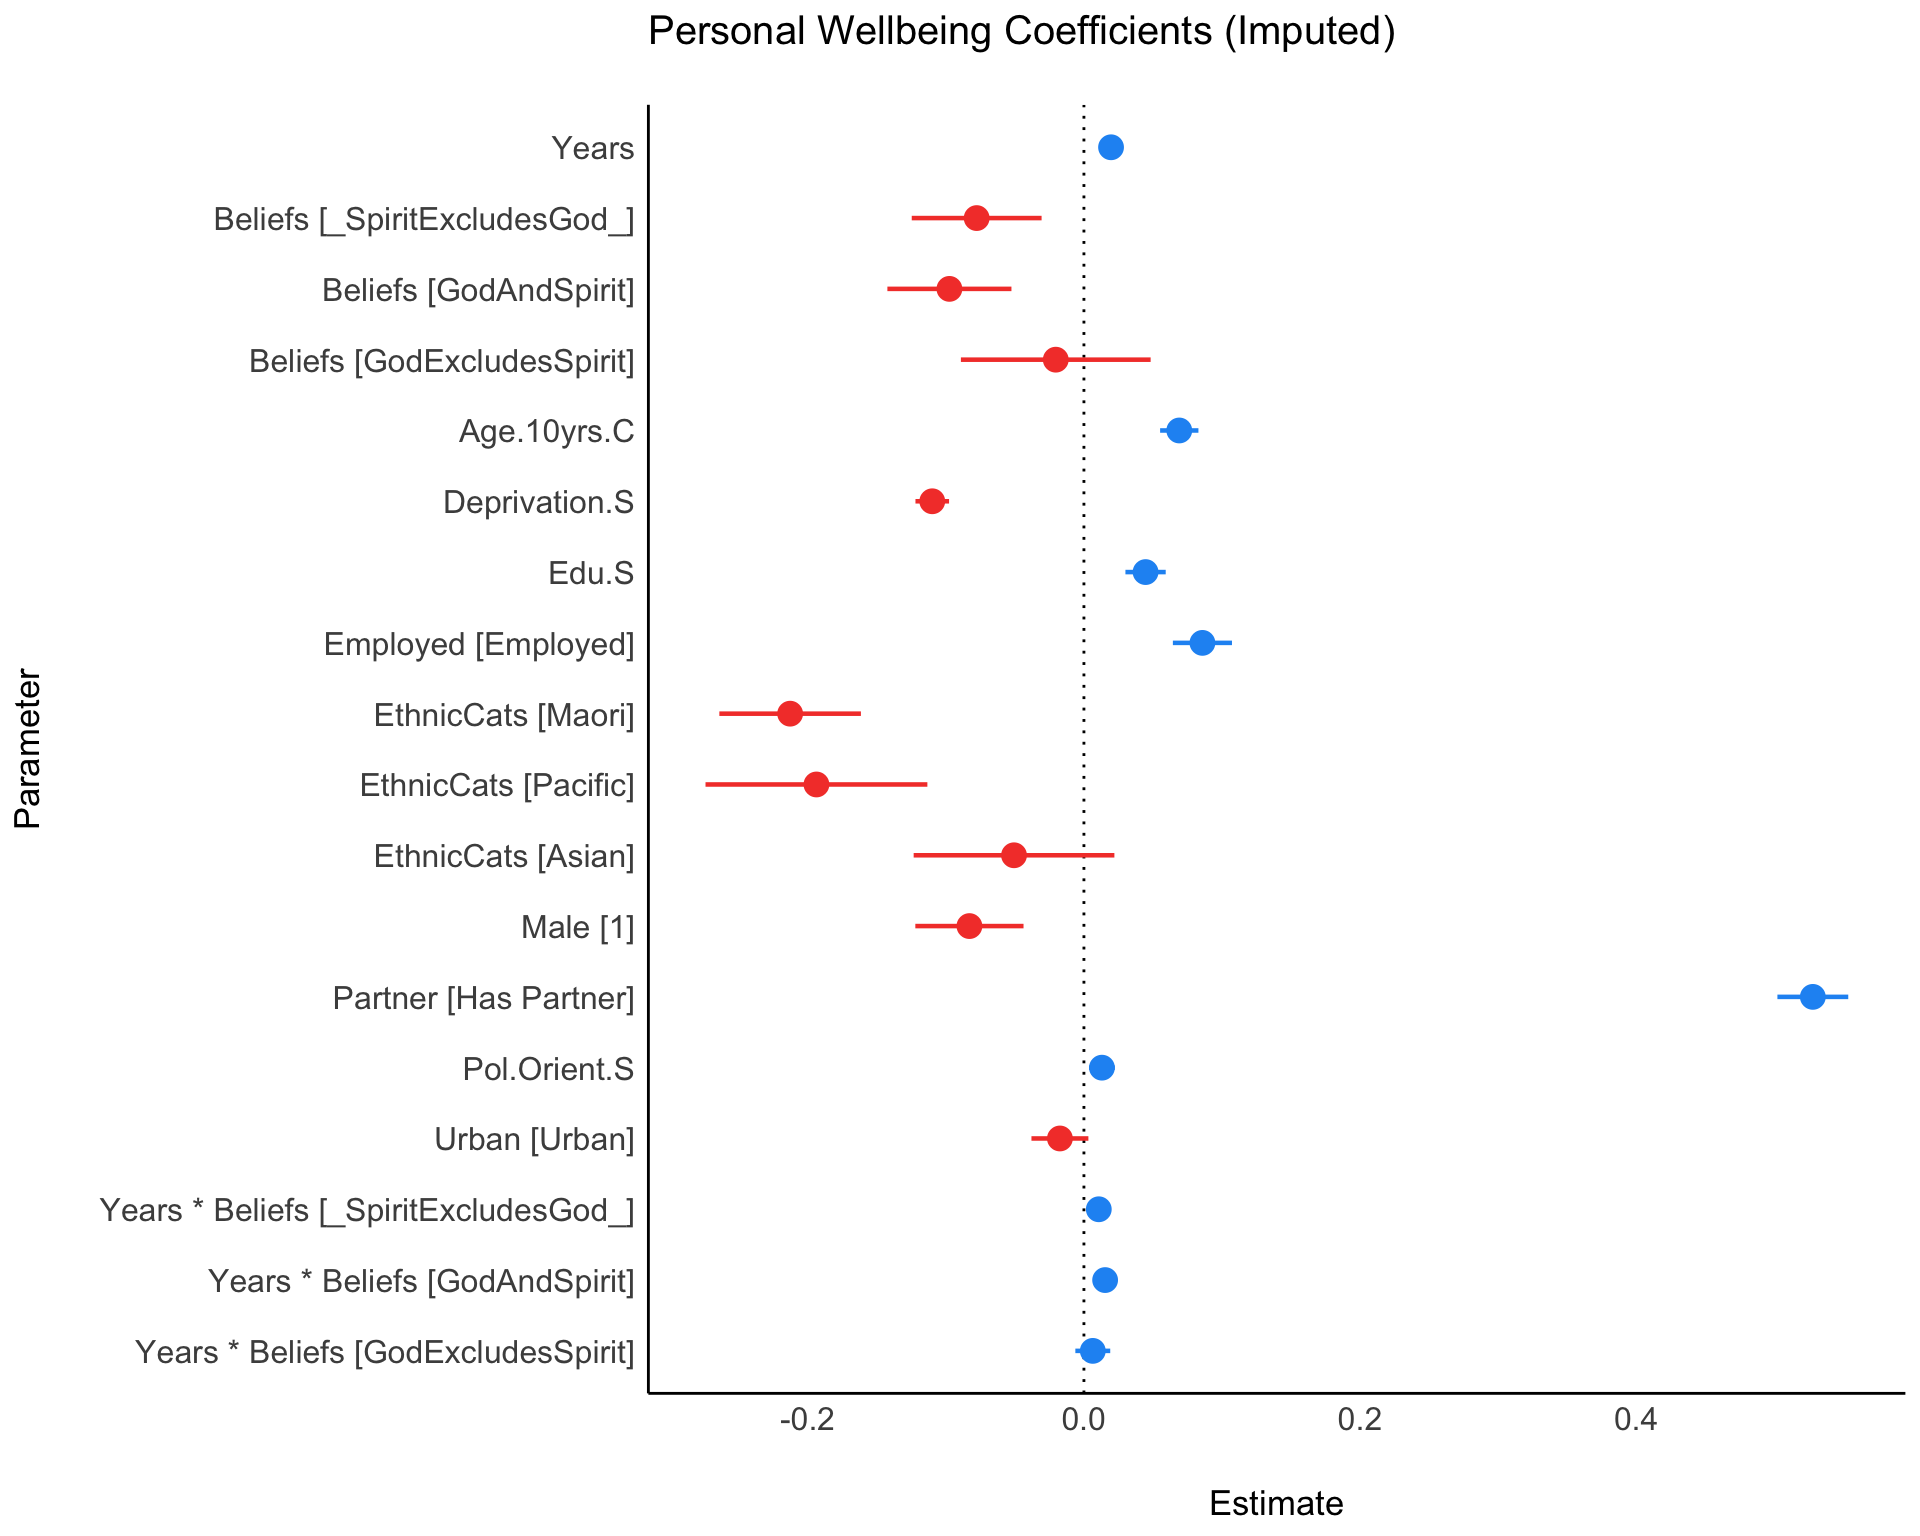 Personal Wellbeing Coefficients (Imputed)
Parameter
Years
Beliefs [_SpiritExcludesGod_]
Beliefs [GodAndSpirit]
Beliefs [GodExcludesSpirit]
Age.10yrs.C
Deprivation.S
Edu.S
Employed [Employed]
EthnicCats [Maori]
EthnicCats [Pacific]
EthnicCats [Asian]
Male [1]
Partner [Has Partner]
Pol.Orient.S
Urban [Urban]
Years * Beliefs [_SpiritExcludesGod_]
Years * Beliefs [GodAndSpirit]
Years * Beliefs [GodExcludesSpirit]
-0.2 0.0 0.2 0.4
Estimate